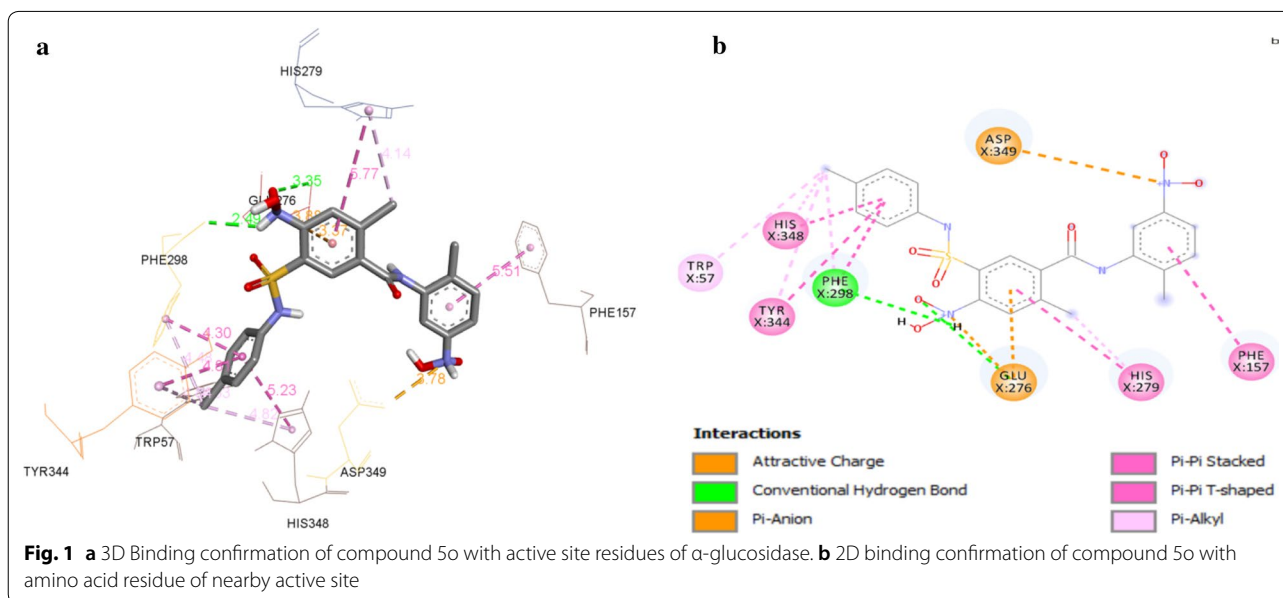 a
HIS279
4.14
5.77
3.35
2.49
3.37
PHE298
5.51
PHE157
4.30
5.23
4.82
3.78
TRP57
TYR344
ASP349
HIS348
b
ASP
X:349
O
N
O
HIS
X:348
TRP
X:57
PHE
X:298
TYR
X:344
N
O
S
O
O
N
O
N
H
O
H
GLU
X:276
HIS
X:279
PHE
X:157
Interactions
Attractive Charge
Conventional Hydrogen Bond
Pi-Anion
Pi-Pi Stacked
Pi-Pi T-shaped
Pi-Alkyl
Fig. 1 a 3D Binding confirmation of compound 5o with active site residues of α-glucosidase. b 2D binding confirmation of compound 5o with
amino acid residue of nearby active site